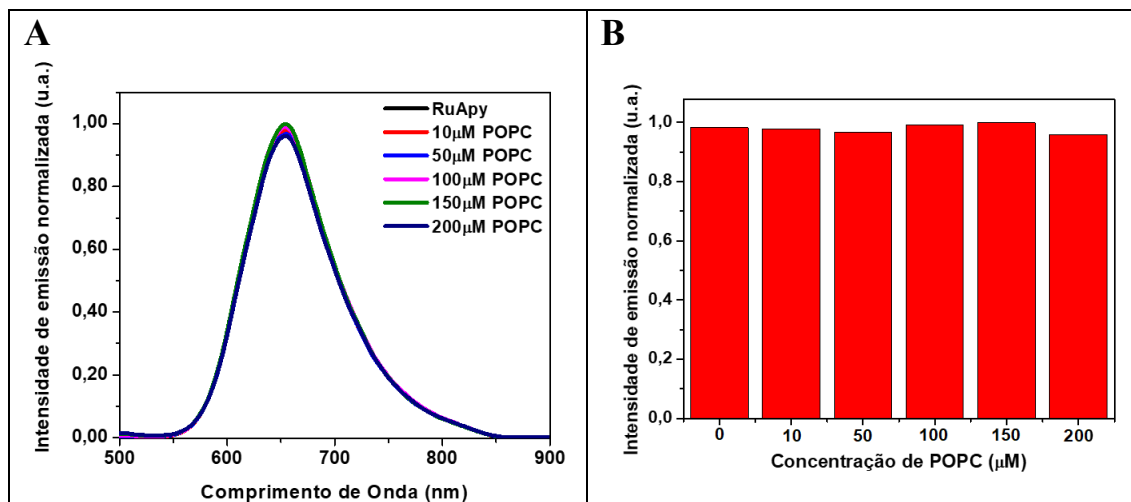 A
Intensidade de emissão normalizada (u.a.)
1,00
0,80
0,60
0,40
0,20
0,00
500
600
700
800
900
Comprimento de Onda (nm)
RuApy
10μM POPC
50μM POPC
100μM POPC
150μM POPC
200μM POPC
B
Intensidade de emissão normalizada (u.a.)
1,0
0,8
0,6
0,4
0,2
0,0
0
10
50
100
150
200
Concentração de POPC (μM)